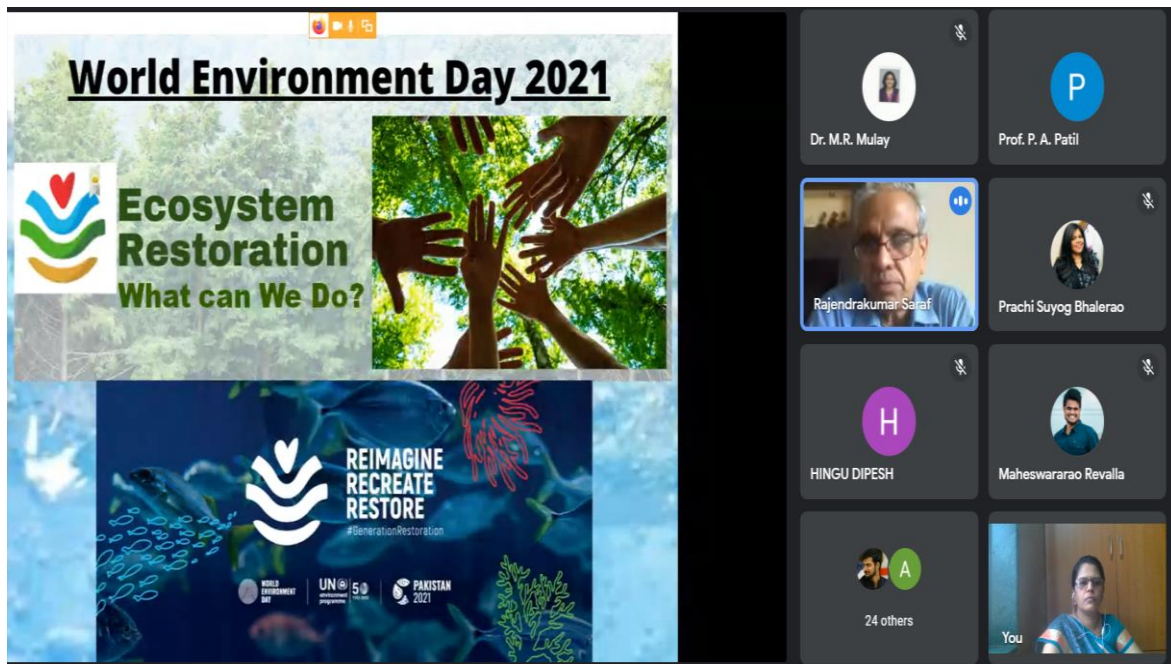 World Environment Day 2021
Ecosystem
Restoration
What can We Do?
REIMAGINE
RECREATE
RESTORE
#GenerationRestoration
WORLD
ENVIRONMENT
DAY
UN
environment
programme
50
PAKISTAN
2021
Dr. M.R. Mulay
P
Prof. P. A. Patil
Rajendrakumar Saraf
Prachi Suyog Bhalerao
H
HINGU DIPESH
Maheswararao Revalla
A
24 others
You